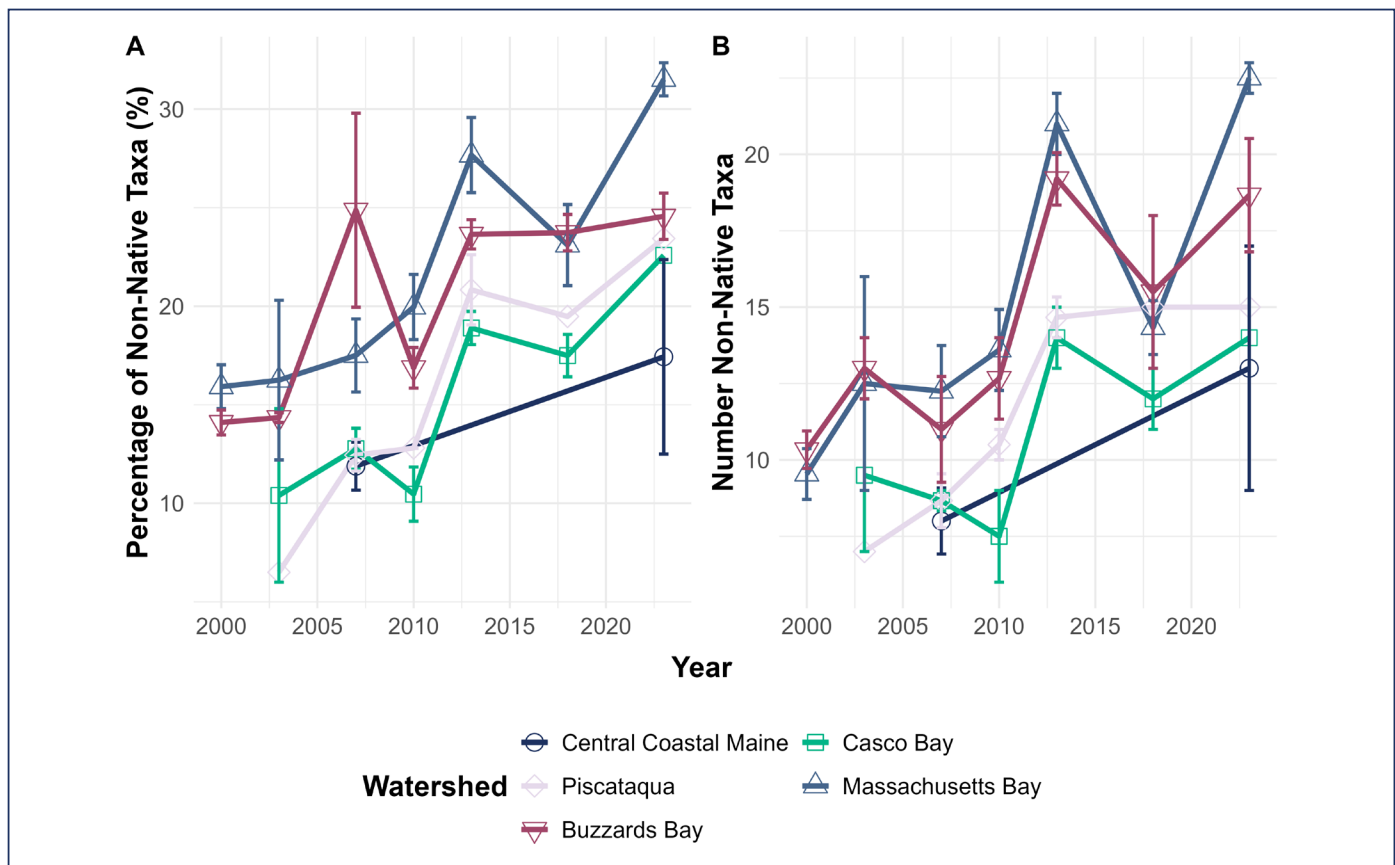 A
B
Percentage of Non-Native Taxa (%)
30
20
10
2000 2005 2010 2015 2020
Number Non-Native Taxa
20
15
10
2000 2005 2010 2015 2020
Year
Watershed
Central Coastal Maine
Casco Bay
Piscataqua
Massachusetts Bay
Buzzards Bay